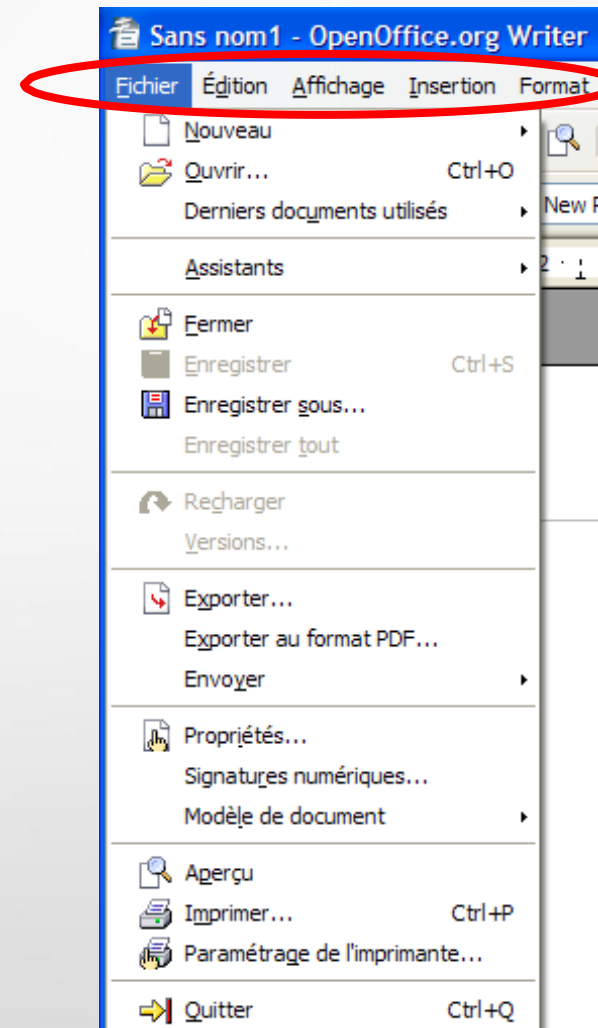 Sans nom1 - OpenOffice.org Writer
Fichier Édition Affichage Insertion Format
Nouveau
Ouvrir... Ctrl+O
Derniers documents utilisés New
2
Assistants
Fermer
Enregistrer Ctrl+S
Enregistrer sous...
Enregistrer tout
Recharger
Versions...
Exporter...
Exporter au format PDF...
Envoyer
Propriétés...
Signatures numériques...
Modèle de document
Aperçu
Imprimer... Ctrl+P
Paramétrage de l'imprimante...
Quitter Ctrl+Q